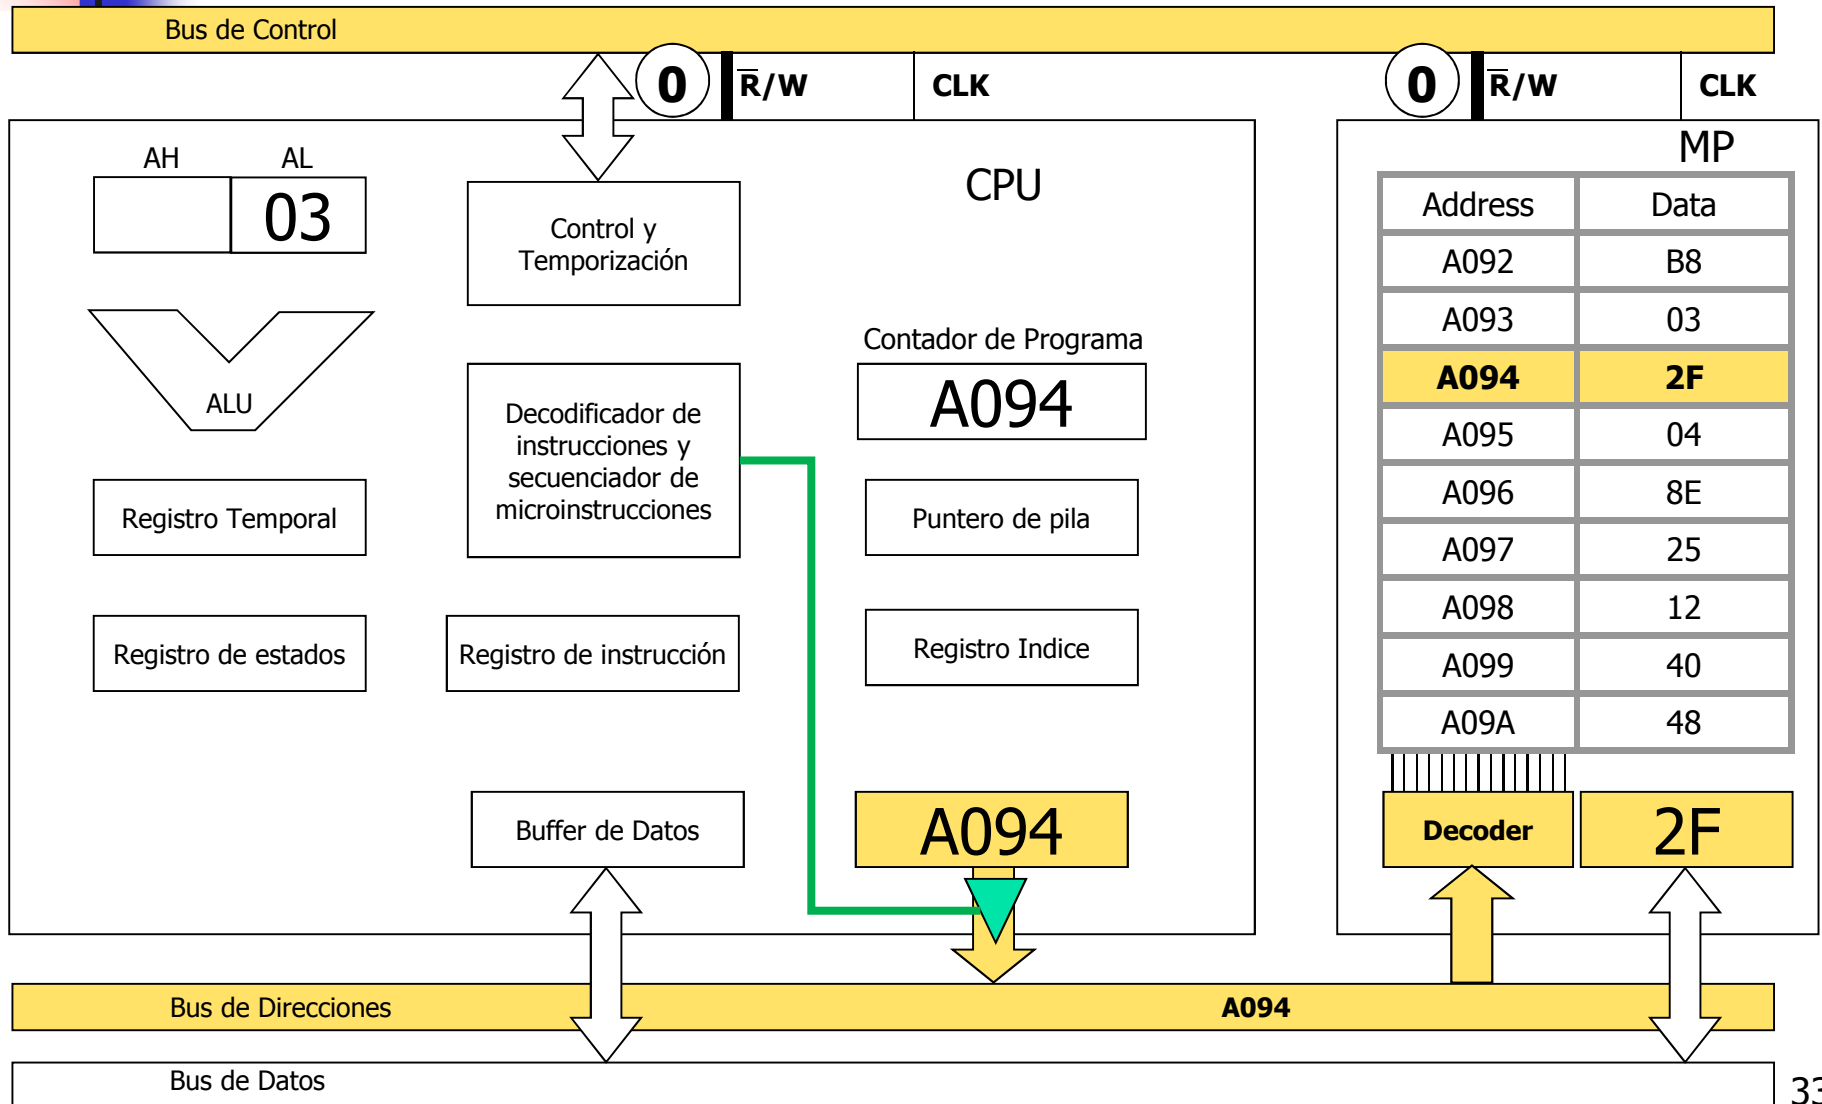 Bus de Control
0
R̅/W
CLK
0
R̅/W
CLK
AH
AL
03
Control y
Temporización
CPU
MP
Address Data
A092 B8
A093 03
A094 2F
A095 04
A096 8E
A097 25
A098 12
A099 40
A09A 48
ALU
Decodificador de
instrucciones y
secuenciador de
microinstrucciones
Contador de Programa
A094
Registro Temporal
Puntero de pila
Registro de estados
Registro de instrucción
Registro Indice
Buffer de Datos
A094
Decoder
2F
Bus de Direcciones
A094
Bus de Datos
33